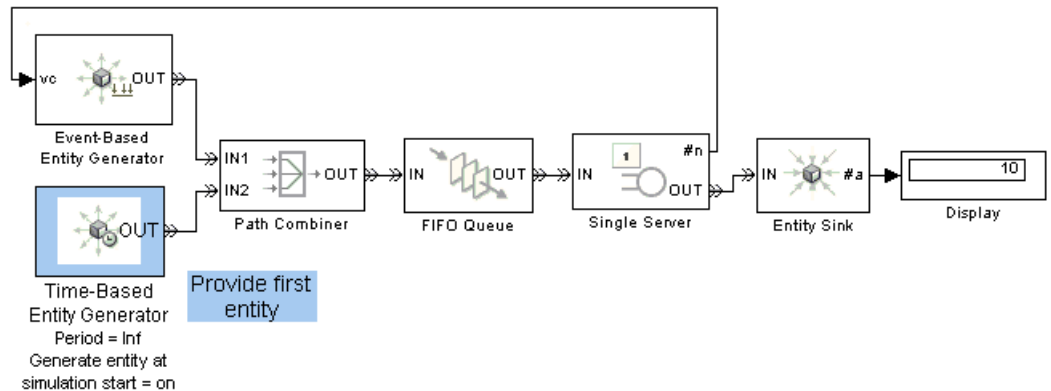 vc
OUT
Event-Based
Entity Generator
OUT
Time-Based
Entity Generator
Period = Inf
Generate entity at
simulation start = on
Provide first
entity
IN1
IN2
OUT
Path Combiner
IN
OUT
FIFO Queue
IN
1
#n
OUT
Single Server
IN
#a
Entity Sink
10
Display